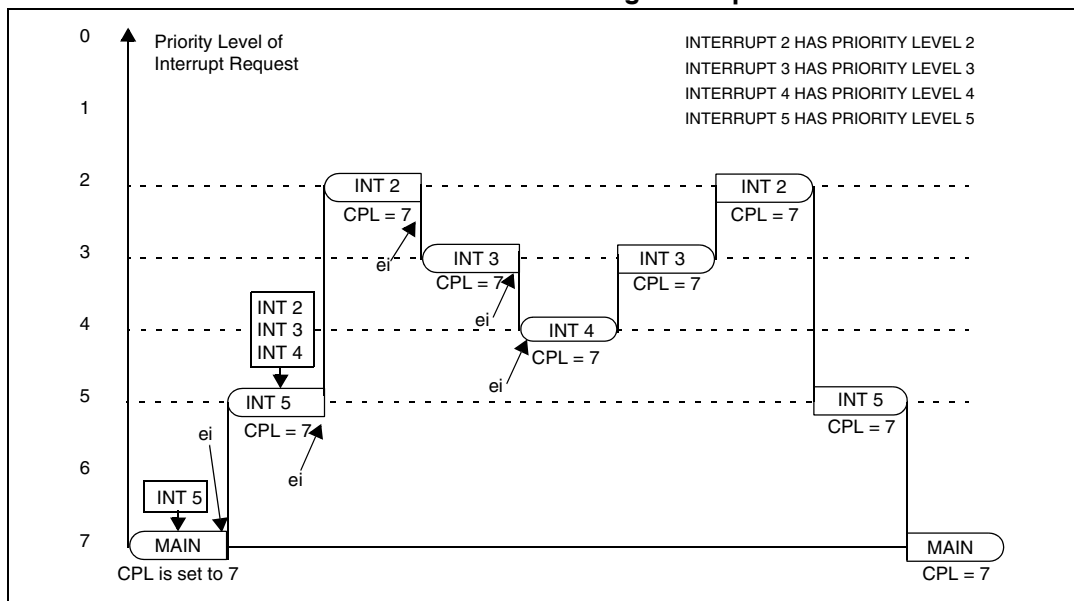 0
Priority Level of
Interrupt Request
INTERRUPT 2 HAS PRIORITY LEVEL 2
INTERRUPT 3 HAS PRIORITY LEVEL 3
INTERRUPT 4 HAS PRIORITY LEVEL 4
INTERRUPT 5 HAS PRIORITY LEVEL 5
1
2
INT 2
CPL = 7
ei
INT 2
CPL = 7
3
INT 3
CPL = 7
ei
INT 3
CPL = 7
INT 2
INT 3
INT 4
4
INT 4
CPL = 7
ei
5
INT 5
CPL = 7
ei
INT 5
CPL = 7
6
ei
INT 5
7
MAIN
CPL is set to 7
MAIN
CPL = 7